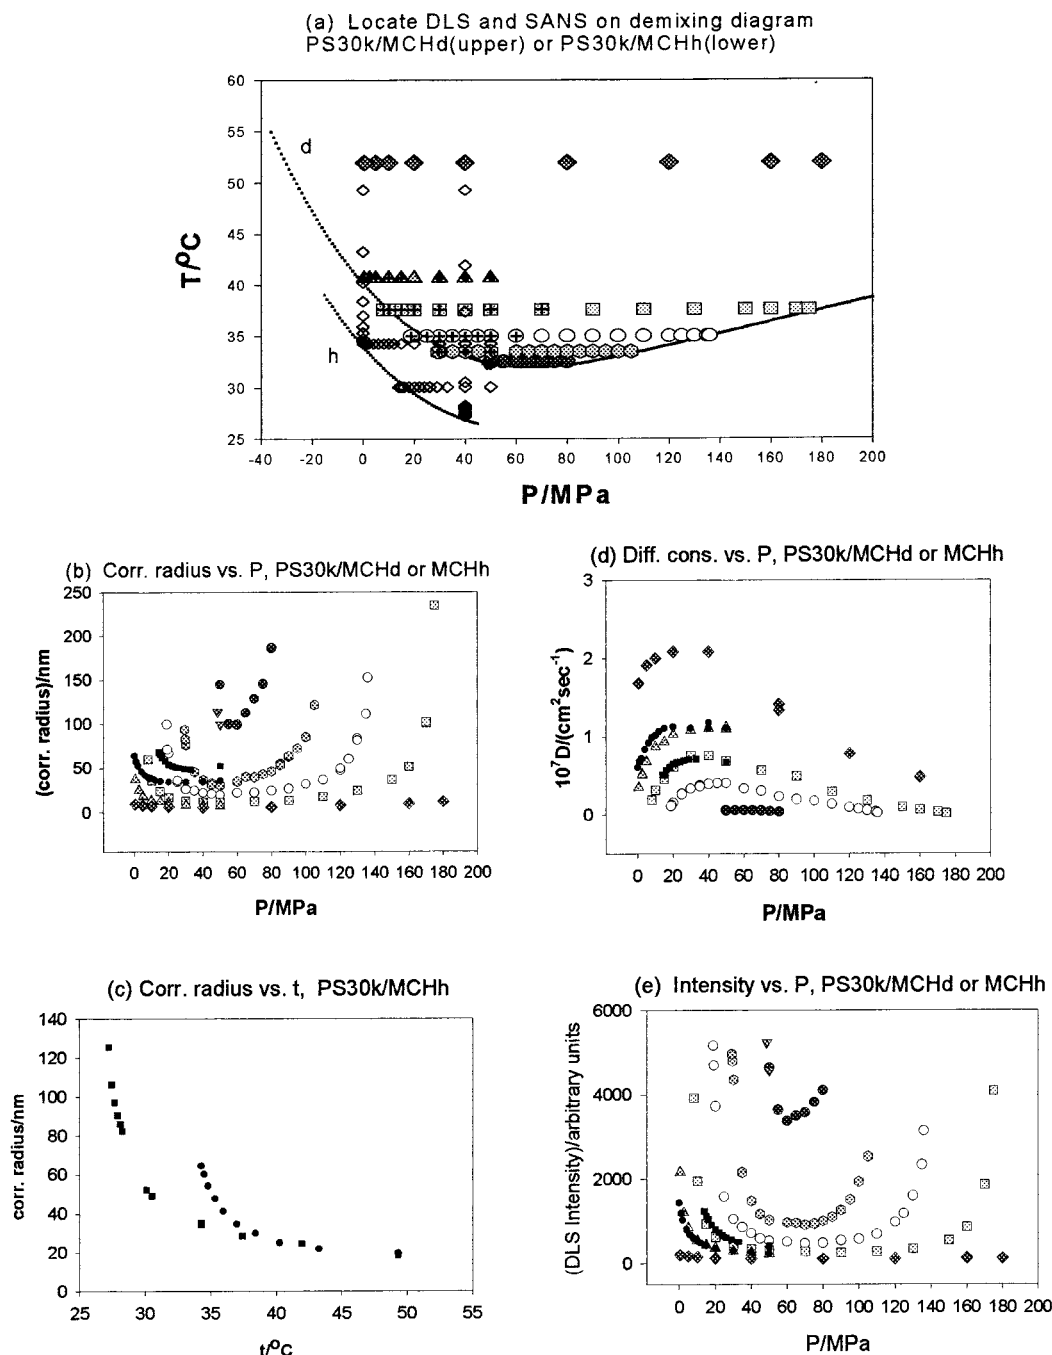 (a) Locate DLS and SANS on demixing diagram
PS30k/MCHd(upper) or PS30k/MCHh(lower)
60
55
50
45
40
35
30
25
T/ºC
d
h
-40 -20 0 20 40 60 80 100 120 140 160 180 200
P/MPa
(b) Corr. radius vs. P, PS30k/MCHd or MCHh
250
200
150
100
50
0
(corr. radius)/nm
0 20 40 60 80 100 120 140 160 180 200
P/MPa
(d) Diff. cons. vs. P, PS30k/MCHd or MCHh
3
2
1
0
10⁷D/(cm²sec⁻¹)
0 20 40 60 80 100 120 140 160 180 200
P/MPa
(c) Corr. radius vs. t, PS30k/MCHh
140
120
100
80
60
40
20
0
corr. radius/nm
25 30 35 40 45 50 55
t/ºC
(e) Intensity vs. P, PS30k/MCHd or MCHh
6000
4000
2000
0
(DLS Intensity)/arbitrary units
0 20 40 60 80 100 120 140 160 180 200
P/MPa